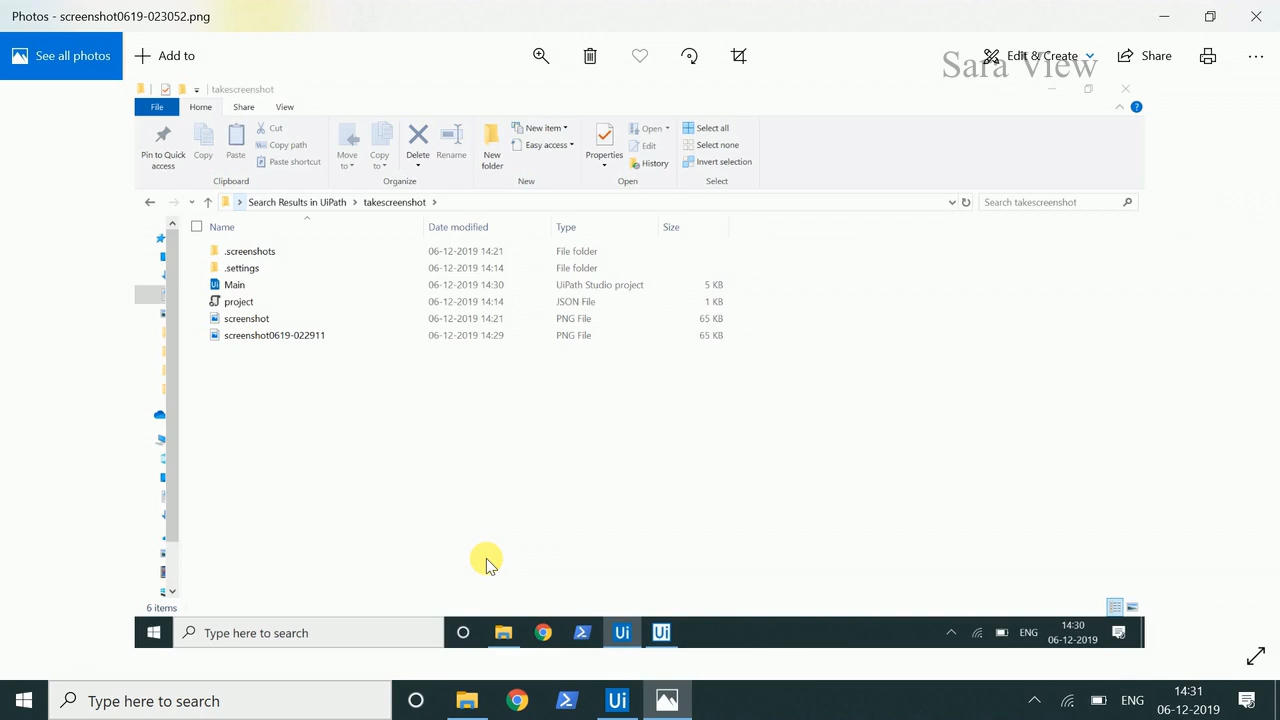 Photos - screenshot0619-023052.png
See all photos
Add to
Edit & Create
Share
Sara View
takescreenshot
File Home Share View
Pin to Quick access
Copy
Paste
Cut
Copy path
Paste shortcut
Clipboard
Move to
Copy to
Delete
Rename
Organize
New folder
New item
Easy access
New
Properties
Open
Edit
History
Open
Select all
Select none
Invert selection
Select
Search Results in UiPath takescreenshot
Search takescreenshot
Name Date modified Type Size
.screenshots 06-12-2019 14:21 File folder
.settings 06-12-2019 14:14 File folder
Main 06-12-2019 14:30 UiPath Studio project 5 KB
project 06-12-2019 14:14 JSON File 1 KB
screenshot 06-12-2019 14:21 PNG File 65 KB
screenshot0619-022911 06-12-2019 14:29 PNG File 65 KB
6 items
Type here to search
Ui
Ui
ENG
14:30
06-12-2019
Type here to search
Ui
ENG
14:31
06-12-2019